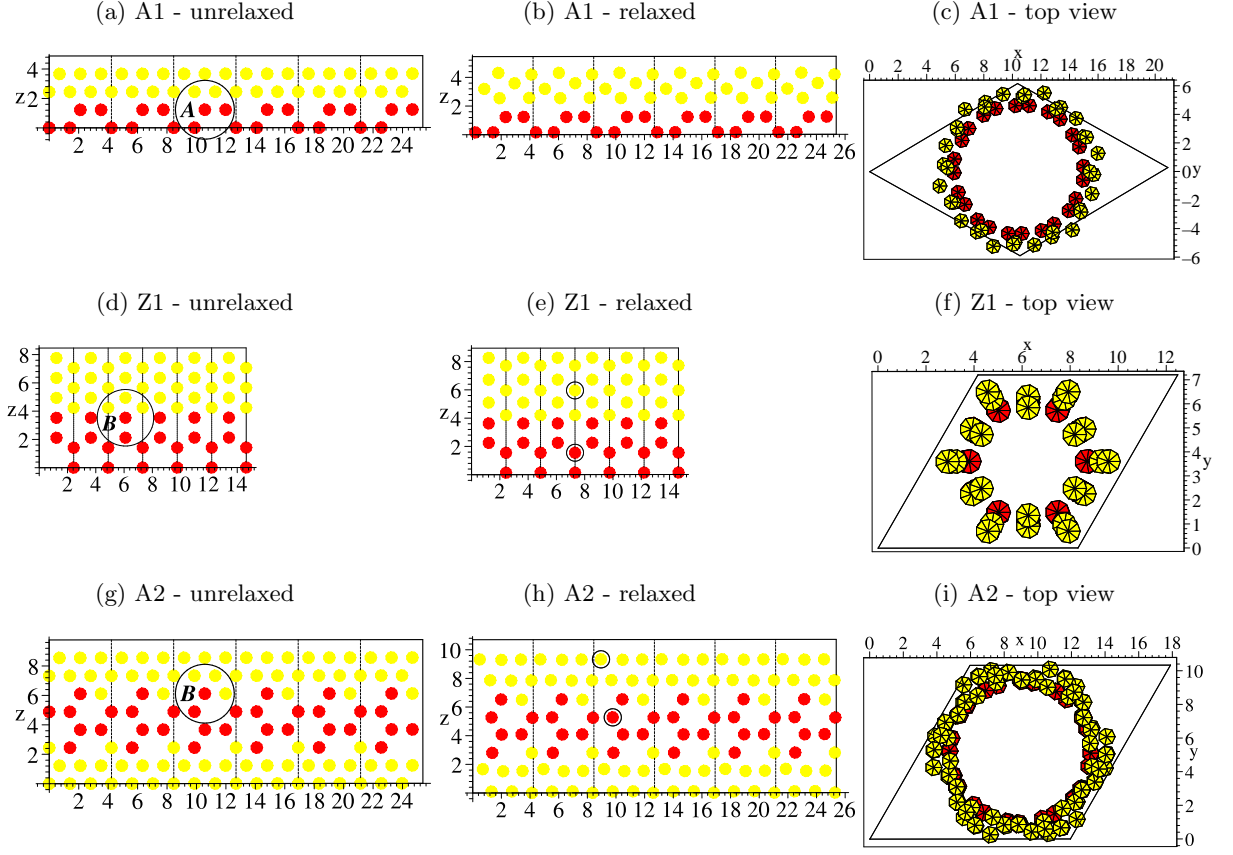 (a) A1 - unrelaxed
(b) A1 - relaxed
(c) A1 - top view
4
z2
A
2 4 6 8 10 12 14 16 18 20 22 24
4
z2
2 4 6 8 10 12 14 16 18 20 22 24 26
x
0 2 4 6 8 10 12 14 16 18 20
6
4
2
0y
−2
−4
−6
(d) Z1 - unrelaxed
(e) Z1 - relaxed
(f) Z1 - top view
8
6
z4
2
B
2 4 6 8 10 12 14
8
6
z4
2
2 4 6 8 10 12 14
x
0 2 4 6 8 10 12
7
6
5
4
y
3
2
1
0
(g) A2 - unrelaxed
(h) A2 - relaxed
(i) A2 - top view
8
6
z
4
2
B
2 4 6 8 10 12 14 16 18 20 22 24
10
8
6
z
4
2
2 4 6 8 10 12 14 16 18 20 22 24 26
0 2 4 6 8 x 10 12 14 16 18
10
8
6
y
4
2
0